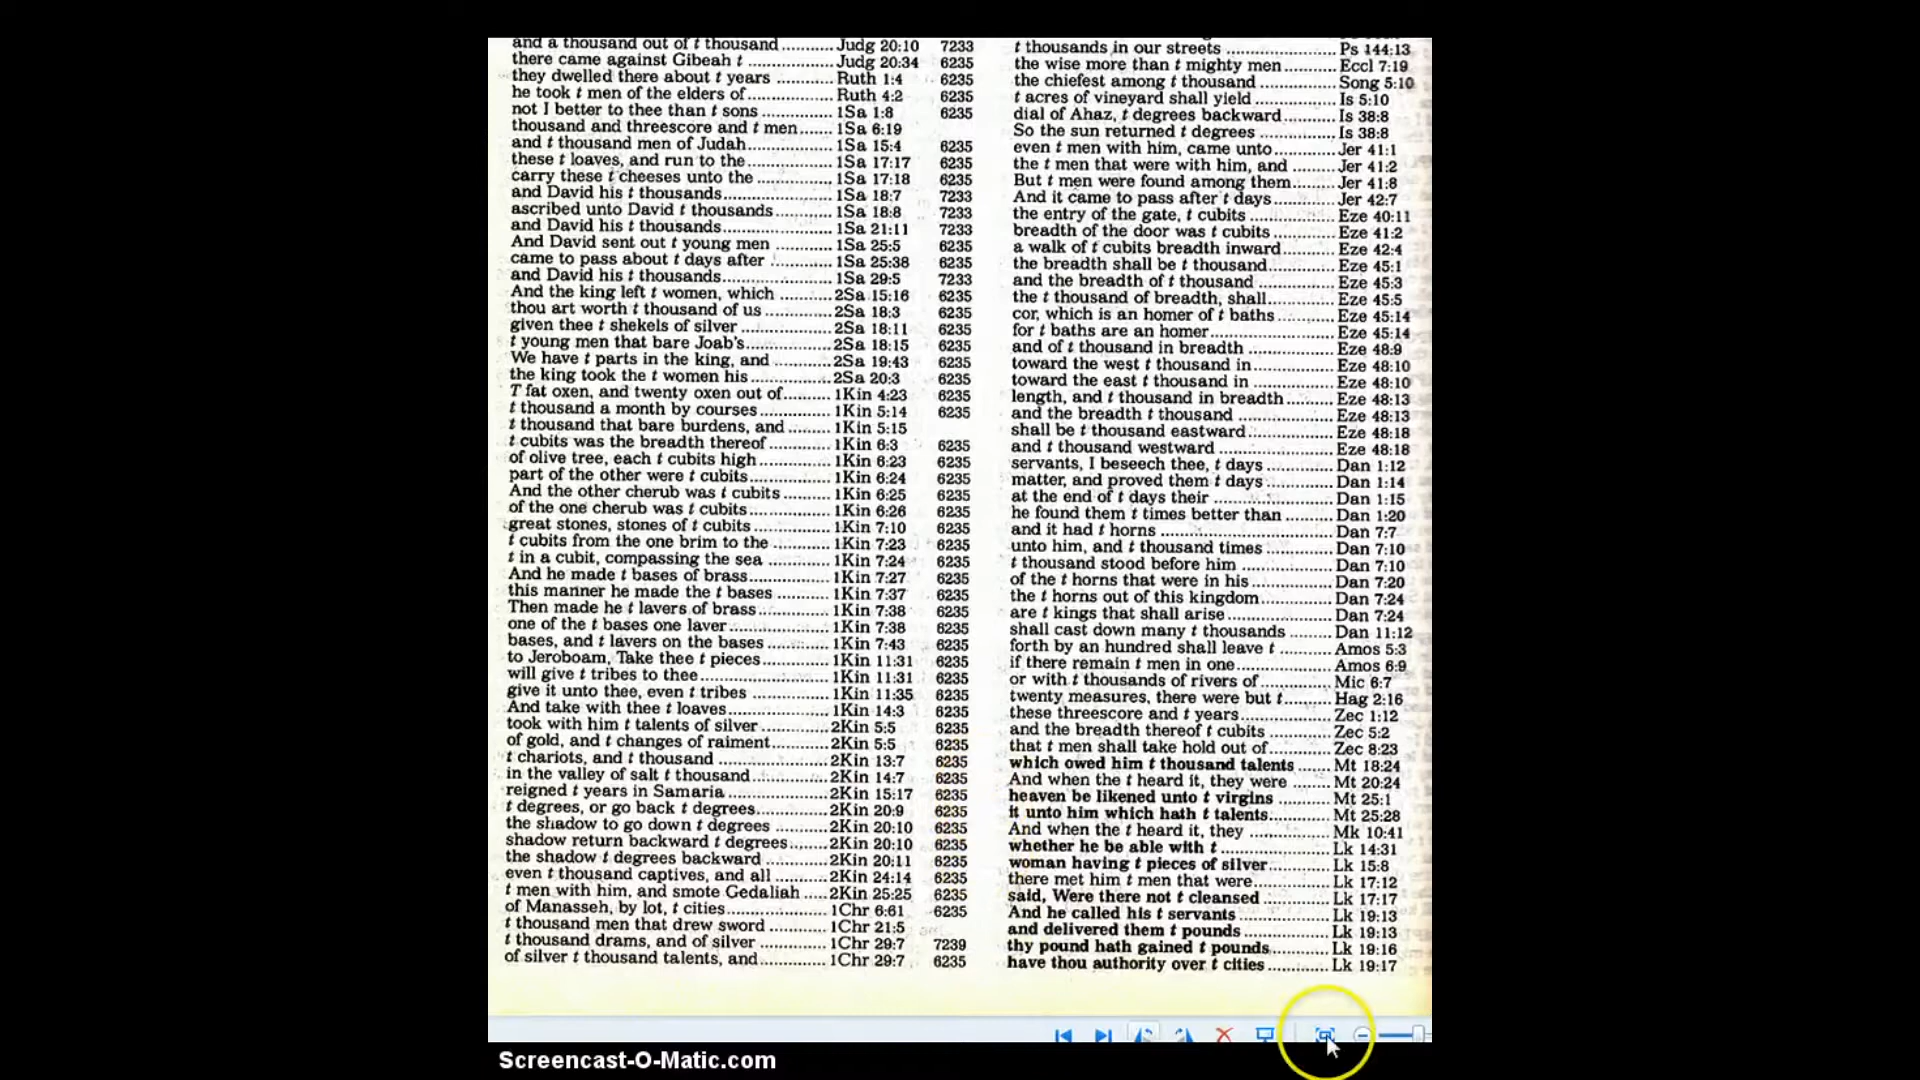 and a thousand out of t thousand........... Judg 20:10 7233
there came against Gibeah t .............. Judg 20:34 6235
they dwelled there about t years ........... Ruth 1:4 6235
he took t men of the elders of................. Ruth 4:2 6235
not I better to thee than t sons .............. 1Sa 1:8 6235
thousand and threescore and t men...... 1Sa 6:19
and t thousand men of Judah................. 1Sa 15:4 6235
these t loaves, and run to the................. 1Sa 17:17 6235
carry these t cheeses unto the ............... 1Sa 17:18 6235
and David his t thousands...................... 1Sa 18:7 7233
ascribed unto David t thousands............ 1Sa 18:8 7233
and David his t thousands...................... 1Sa 21:11 7233
And David sent out t young men ........... 1Sa 25:5 6235
came to pass about t days after ............. 1Sa 25:38 6235
and David his t thousands...................... 1Sa 29:5 7233
And the king left t women, which .......... 2Sa 15:16 6235
thou art worth t thousand of us ............. 2Sa 18:3 6235
given thee t shekels of silver ................. 2Sa 18:11 6235
t young men that bare Joab's................. 2Sa 18:15 6235
We have t parts in the king, and ............ 2Sa 19:43 6235
the king took the t women his ............... 2Sa 20:3 6235
T fat oxen, and twenty oxen out of......... 1Kin 4:23 6235
t thousand a month by courses.............. 1Kin 5:14 6235
t thousand that bare burdens, and ........ 1Kin 5:15
t cubits was the breadth thereof ............ 1Kin 6:3 6235
of olive tree, each t cubits high.............. 1Kin 6:23 6235
part of the other were t cubits................ 1Kin 6:24 6235
And the other cherub was t cubits ......... 1Kin 6:25 6235
of the one cherub was t cubits................ 1Kin 6:26 6235
great stones, stones of t cubits ............... 1Kin 7:10 6235
t cubits from the one brim to the ........... 1Kin 7:23 6235
t in a cubit, compassing the sea ............. 1Kin 7:24 6235
And he made t bases of brass................. 1Kin 7:27 6235
this manner he made the t bases ........... 1Kin 7:37 6235
Then made he t lavers of brass............... 1Kin 7:38 6235
one of the t bases one laver.................... 1Kin 7:38 6235
bases, and t lavers on the bases ............ 1Kin 7:43 6235
to Jeroboam, Take thee t pieces............. 1Kin 11:31 6235
will give t tribes to thee......................... 1Kin 11:31 6235
give it unto thee, even t tribes ............... 1Kin 11:35 6235
And take with thee t loaves.................... 1Kin 14:3 6235
took with him t talents of silver ............. 2Kin 5:5 6235
of gold, and t changes of raiment........... 2Kin 5:5 6235
t chariots, and t thousand ..................... 2Kin 13:7 6235
in the valley of salt t thousand............... 2Kin 14:7 6235
reigned t years in Samaria .................... 2Kin 15:17 6235
t degrees, or go back t degrees.............. 2Kin 20:9 6235
the shadow to go down t degrees ........... 2Kin 20:10 6235
shadow return backward t degrees........ 2Kin 20:10 6235
the shadow t degrees backward ............ 2Kin 20:11 6235
even t thousand captives, and all ........... 2Kin 24:14 6235
t men with him, and smote Gedaliah ..... 2Kin 25:25 6235
of Manasseh, by lot, t cities.................... 1Chr 6:61 6235
t thousand men that drew sword ........... 1Chr 21:5
t thousand drams, and of silver ............. 1Chr 29:7 7239
of silver t thousand talents, and............. 1Chr 29:7 6235
t thousands in our streets ..................... Ps 144:13
the wise more than t mighty men........... Eccl 7:19
the chiefest among t thousand ............... Song 5:10
t acres of vineyard shall yield ................ Is 5:10
dial of Ahaz, t degrees backward........... Is 38:8
So the sun returned t degrees ............... Is 38:8
even t men with him, came unto............. Jer 41:1
the t men that were with him, and ......... Jer 41:2
But t men were found among them......... Jer 41:8
And it came to pass after t days............. Jer 42:7
the entry of the gate, t cubits ................ Eze 40:11
breadth of the door was t cubits ............ Eze 41:2
a walk of t cubits breadth inward........... Eze 42:4
the breadth shall be t thousand.............. Eze 45:1
and the breadth of t thousand ............... Eze 45:3
the t thousand of breadth, shall.............. Eze 45:5
cor, which is an homer of t baths ........... Eze 45:14
for t baths are an homer........................ Eze 45:14
and of t thousand in breadth ................. Eze 48:9
toward the west t thousand in................ Eze 48:10
toward the east t thousand in ................ Eze 48:10
length, and t thousand in breadth .......... Eze 48:13
and the breadth t thousand ................... Eze 48:13
shall be t thousand eastward................. Eze 48:18
and t thousand westward ..................... Eze 48:18
servants, I beseech thee, t days ............. Dan 1:12
matter, and proved them t days............. Dan 1:14
at the end of t days their ...................... Dan 1:15
he found them t times better than .......... Dan 1:20
and it had t horns ................................ Dan 7:7
unto him, and t thousand times ............. Dan 7:10
t thousand stood before him .................. Dan 7:10
of the t horns that were in his ................ Dan 7:20
the t horns out of this kingdom.............. Dan 7:24
are t kings that shall arise..................... Dan 7:24
shall cast down many t thousands ......... Dan 11:12
forth by an hundred shall leave t ........... Amos 5:3
if there remain t men in one.................. Amos 6:9
or with t thousands of rivers of.............. Mic 6:7
twenty measures, there were but t.......... Hag 2:16
these threescore and t years.................. Zec 1:12
and the breadth thereof t cubits ............. Zec 5:2
that t men shall take hold out of............. Zec 8:23
which owed him t thousand talents ...... Mt 18:24
And when the t heard it, they were ........ Mt 20:24
heaven be likened unto t virgins ........... Mt 25:1
it unto him which hath t talents............ Mt 25:28
And when the t heard it, they ................ Mk 10:41
whether he be able with t..................... Lk 14:31
woman having t pieces of silver............ Lk 15:8
there met him t men that were............... Lk 17:12
said, Were there not t cleansed ............. Lk 17:17
And he called his t servants ................. Lk 19:13
and delivered them t pounds ................ Lk 19:13
thy pound hath gained t pounds............ Lk 19:16
have thou authority over t cities............ Lk 19:17
Screencast-O-Matic.com